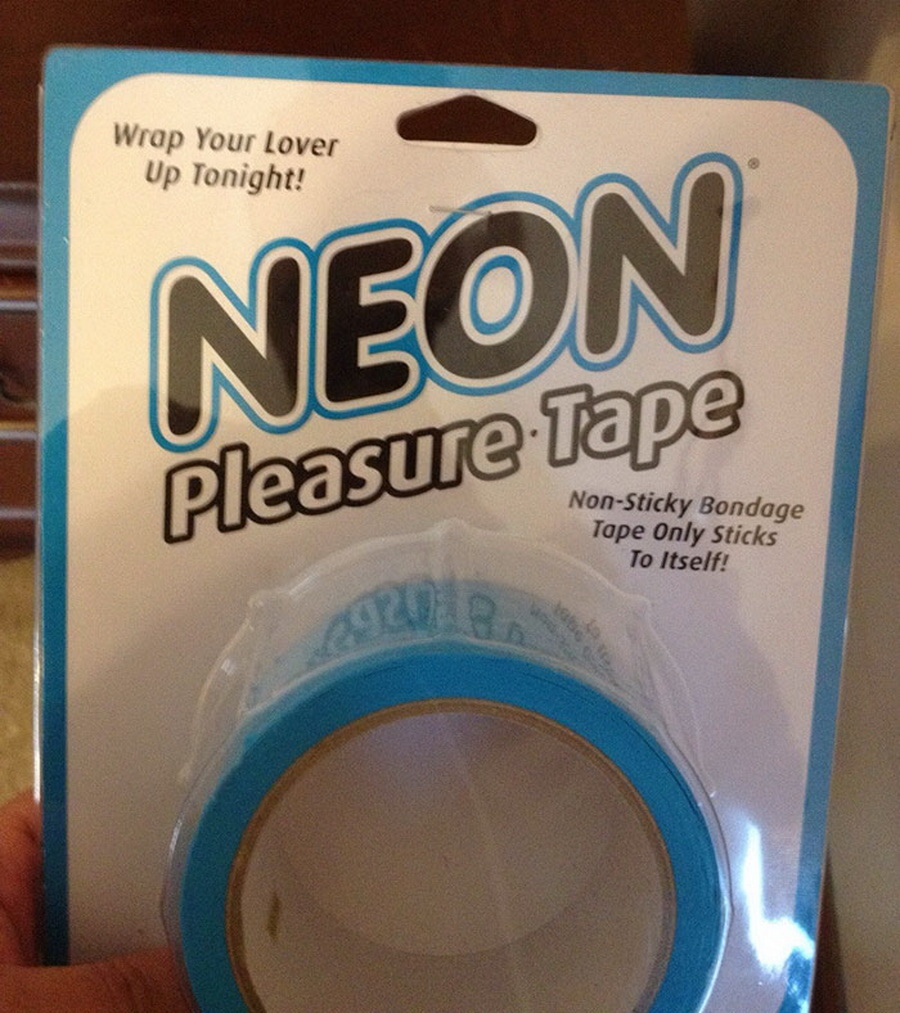 Wrap Your Lover
Up Tonight!
NEON®
Pleasure·Tape
Non-Sticky Bondage
Tape Only Sticks
To Itself!